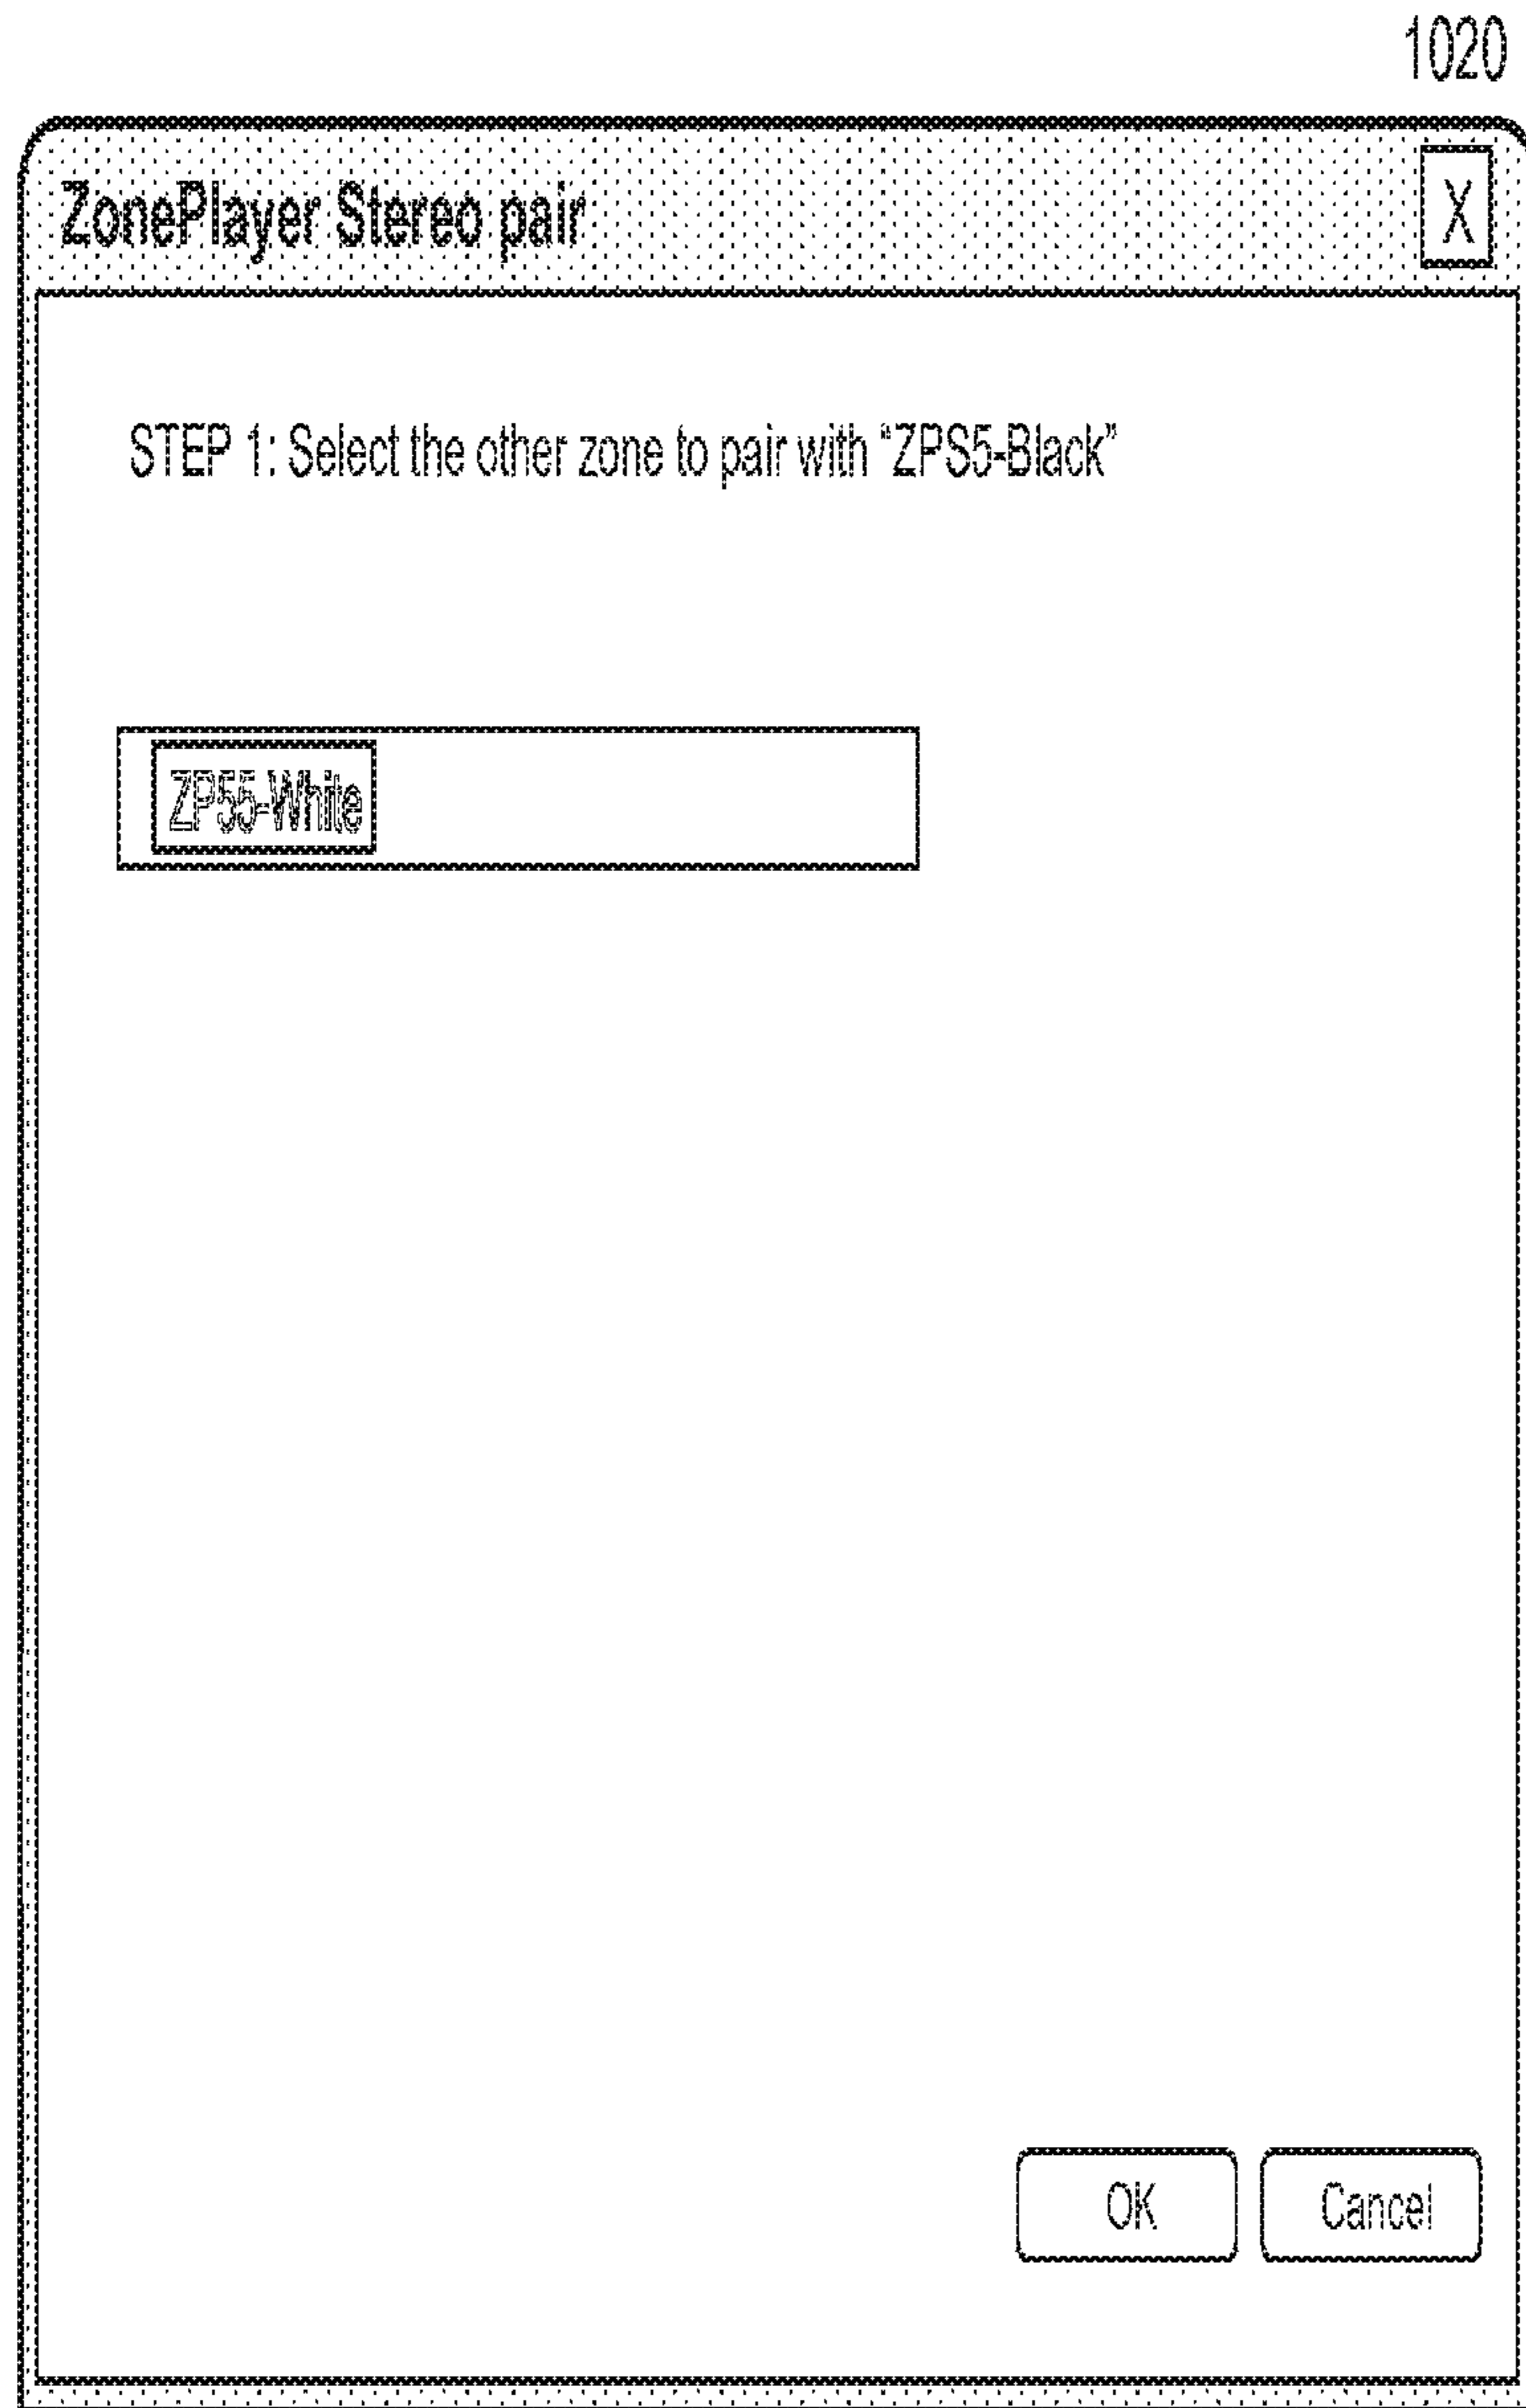 1020
ZonePlayer Stereo pair
X
STEP 1: Select the other zone to pair with “ZPS5-Black”
ZP55-White
OK Cancel